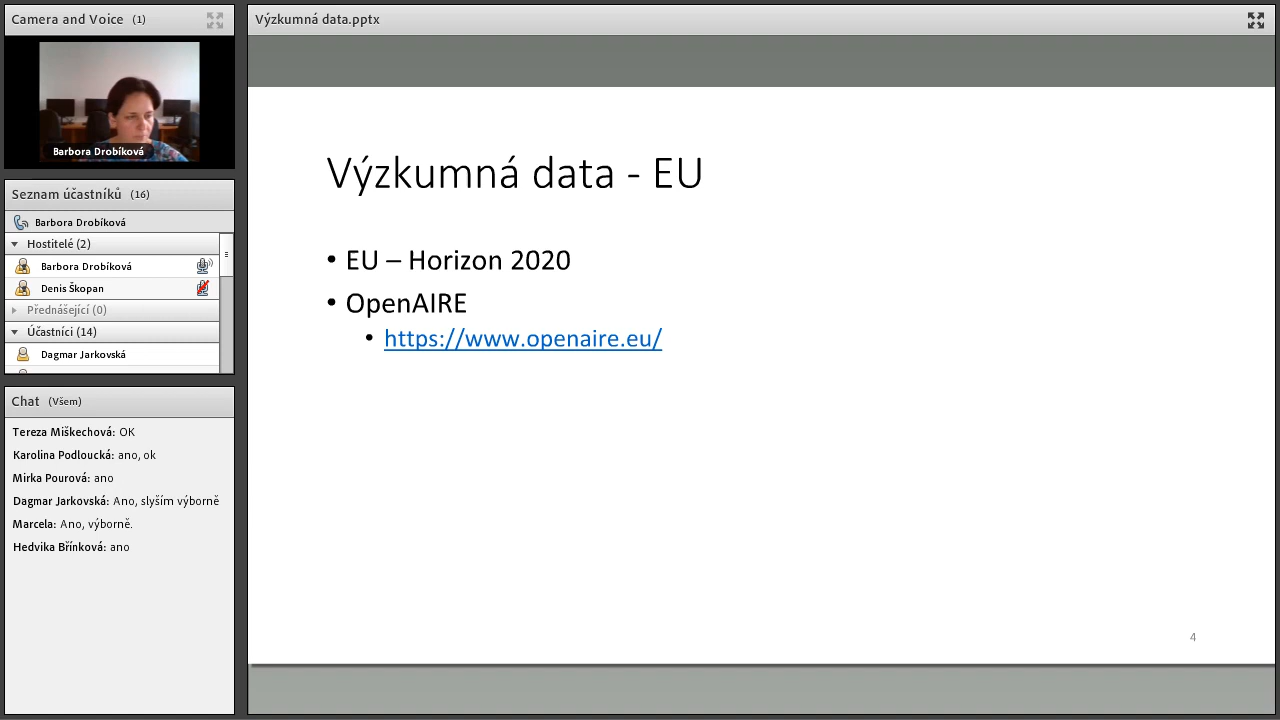 Camera and Voice (1)
Barbora Drobíková
Seznam účastníků (16)
Barbora Drobíková
Hostitelé (2)
Barbora Drobíková
Denis Škopan
Přednášející (0)
Účastníci (14)
Dagmar Jarkovská
Chat (Všem)
Tereza Miškechová: OK
Karolina Podloucká: ano, ok
Mirka Pourová: ano
Dagmar Jarkovská: Ano, slyším výborně
Marcela: Ano, výborně.
Hedvika Břínková: ano
Výzkumná data.pptx
Výzkumná data - EU
• EU – Horizon 2020
• OpenAIRE
• https://www.openaire.eu/
4